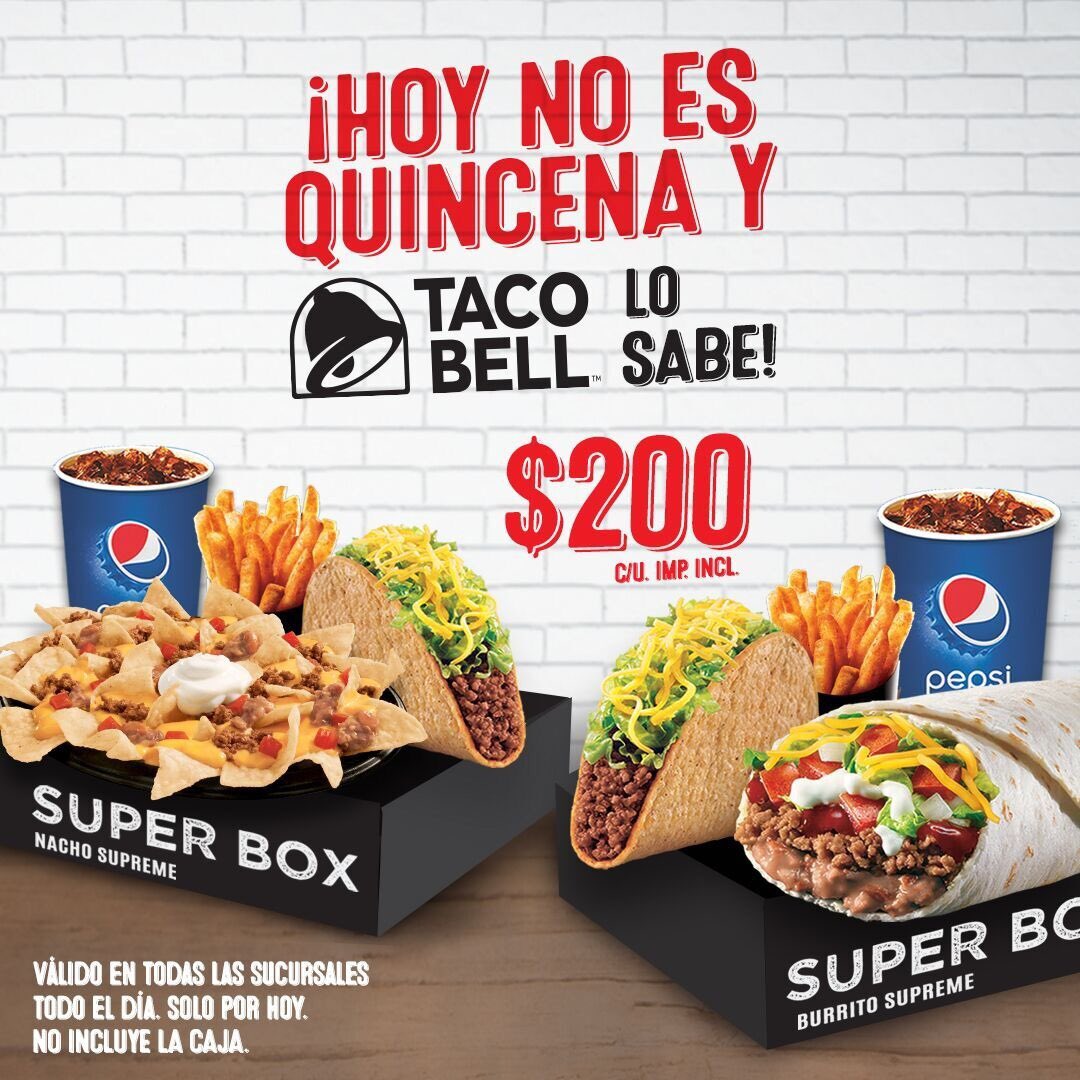 ¡HOY NO ES
QUINCENA Y
TACO BELL™ LO SABE!
$200
C/U. IMP. INCL.
pepsi
SUPER BOX
NACHO SUPREME
SUPER BO
BURRITO SUPREME
VÁLIDO EN TODAS LAS SUCURSALES
TODO EL DÍA. SOLO POR HOY.
NO INCLUYE LA CAJA.